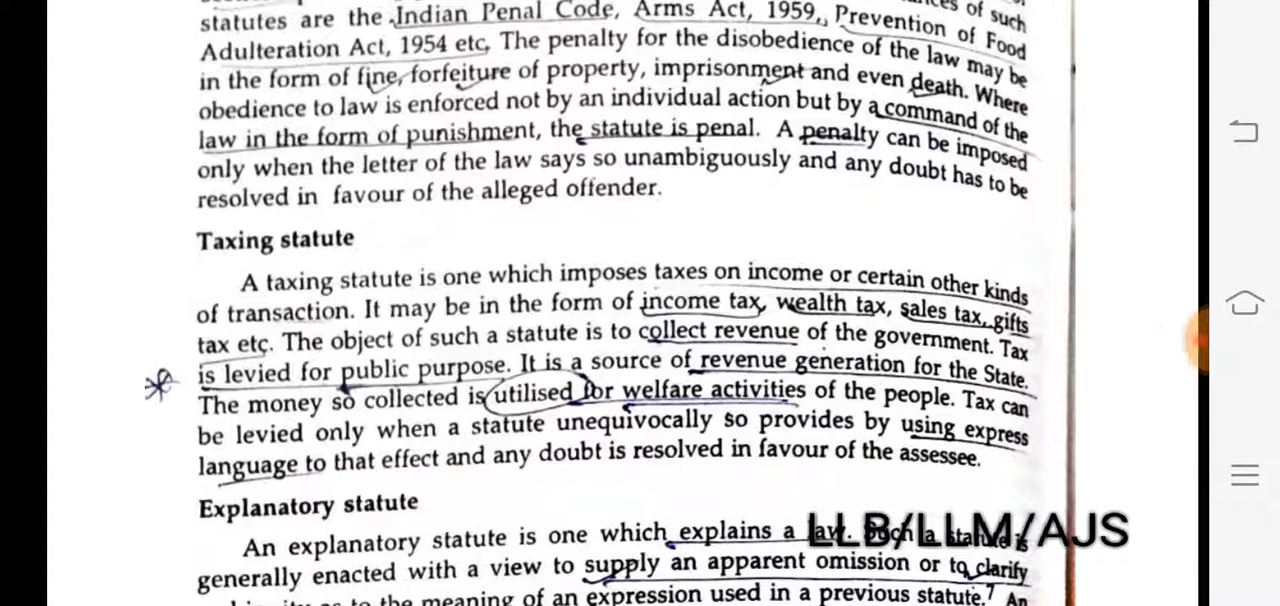 nces of such
statutes are the Indian Penal Code, Arms Act, 1959, Prevention of Food
Adulteration Act, 1954 etc. The penalty for the disobedience of the law may be
in the form of fine, forfeiture of property, imprisonment and even death. Where
obedience to law is enforced not by an individual action but by a command of the
law in the form of punishment, the statute is penal. A penalty can be imposed
only when the letter of the law says so unambiguously and any doubt has to be
resolved in favour of the alleged offender.
Taxing statute
A taxing statute is one which imposes taxes on income or certain other kinds
of transaction. It may be in the form of income tax, wealth tax, sales tax, gifts
tax etc. The object of such a statute is to collect revenue of the government. Tax
is levied for public purpose. It is a source of revenue generation for the State.
The money so collected is utilised for welfare activities of the people. Tax can
be levied only when a statute unequivocally so provides by using express
language to that effect and any doubt is resolved in favour of the assessee.
Explanatory statute
An explanatory statute is one which explains a law. Such a statute is
LLB/LLM/AJS
generally enacted with a view to supply an apparent omission or to clarify
to the meaning of an expression used in a previous statute.7 An